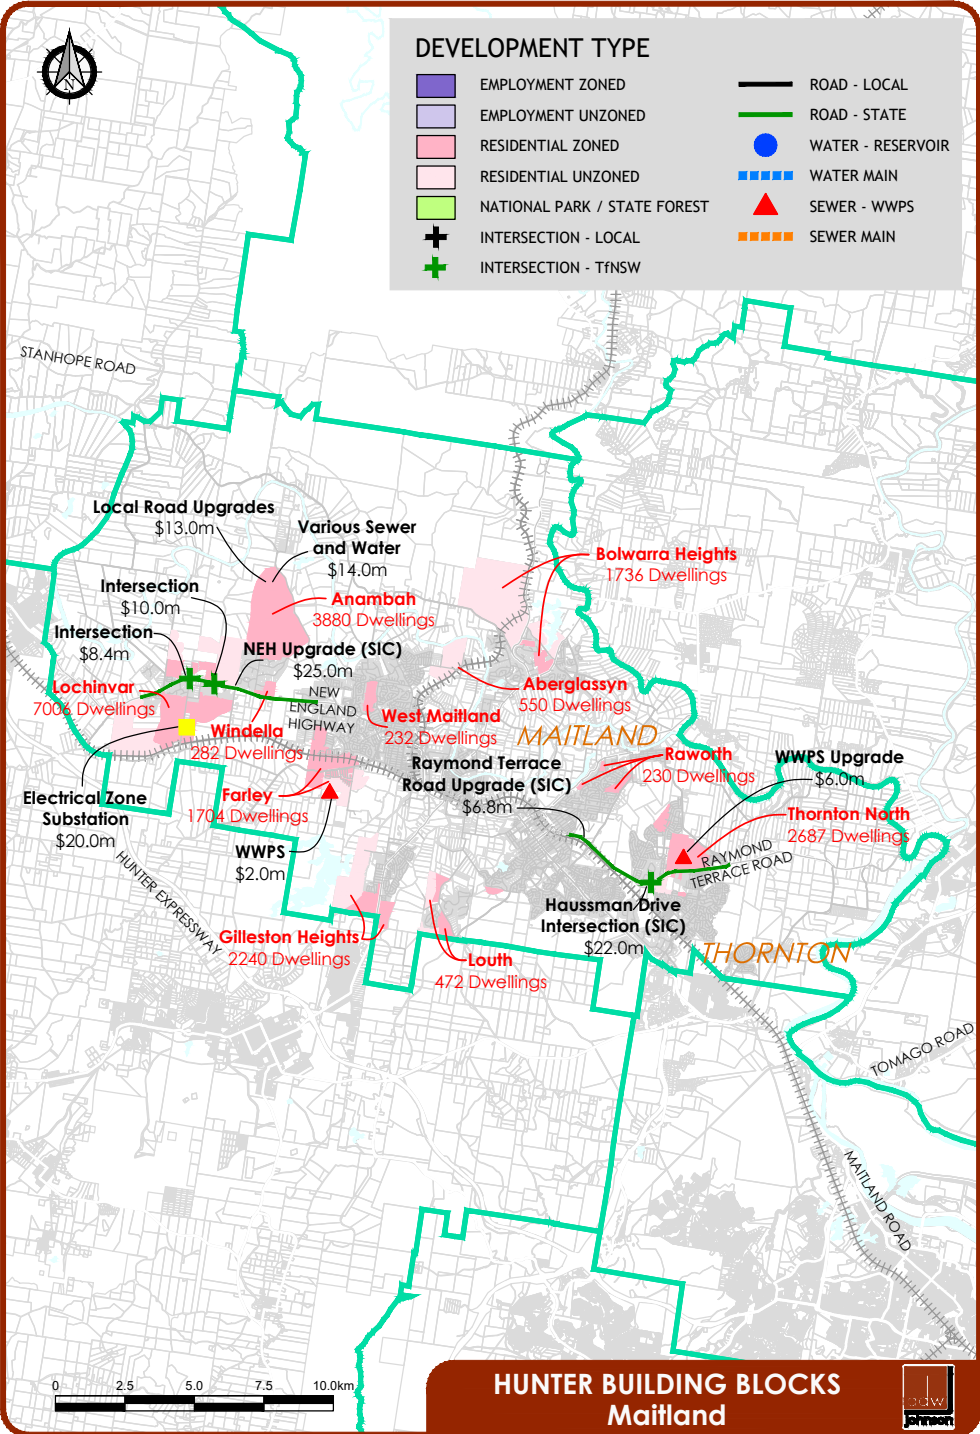 N
DEVELOPMENT TYPE
EMPLOYMENT ZONED
EMPLOYMENT UNZONED
RESIDENTIAL ZONED
RESIDENTIAL UNZONED
NATIONAL PARK / STATE FOREST
INTERSECTION - LOCAL
INTERSECTION - TfNSW
ROAD - LOCAL
ROAD - STATE
WATER - RESERVOIR
WATER MAIN
SEWER - WWPS
SEWER MAIN
STANHOPE ROAD
Local Road Upgrades
$13.0m
Various Sewer
and Water
$14.0m
Bolwarra Heights
1736 Dwellings
Intersection
$10.0m
Anambah
3880 Dwellings
Intersection
$8.4m
NEH Upgrade (SIC)
$25.0m
Lochinvar
7006 Dwellings
NEW
ENGLAND
HIGHWAY
Aberglassyn
550 Dwellings
West Maitland
232 Dwellings
Windella
282 Dwellings
MAITLAND
Raworth
230 Dwellings
WWPS Upgrade
$6.0m
Raymond Terrace
Road Upgrade (SIC)
$6.8m
Electrical Zone
Substation
$20.0m
Farley
1704 Dwellings
Thornton North
2687 Dwellings
WWPS
$2.0m
RAYMOND
TERRACE ROAD
HUNTER EXPRESSWAY
Haussman Drive
Intersection (SIC)
$22.0m
Gilleston Heights
2240 Dwellings
Louth
472 Dwellings
THORNTON
TOMAGO ROAD
MAITLAND ROAD
0 2.5 5.0 7.5 10.0km
HUNTER BUILDING BLOCKS
Maitland
adw
johnson